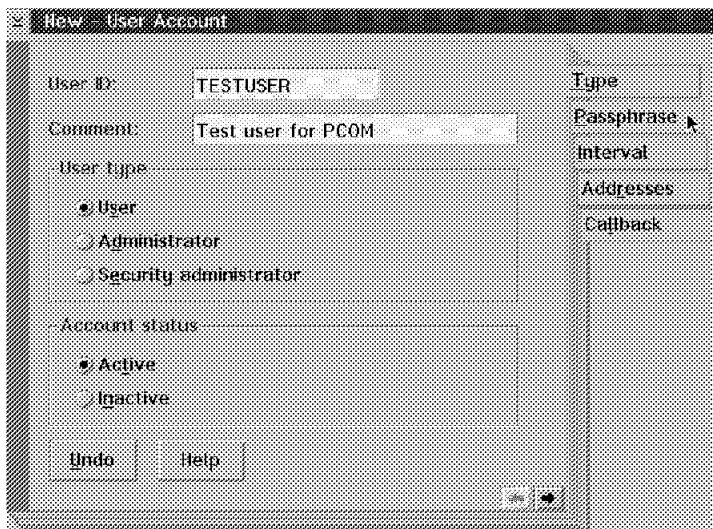 New - User Account
User ID: TESTUSER
Comment: Test user for PCOM
User type
User
Administrator
Security administrator
Account status
Active
Inactive
Undo Help
Type
Passphrase
Interval
Addresses
Callback